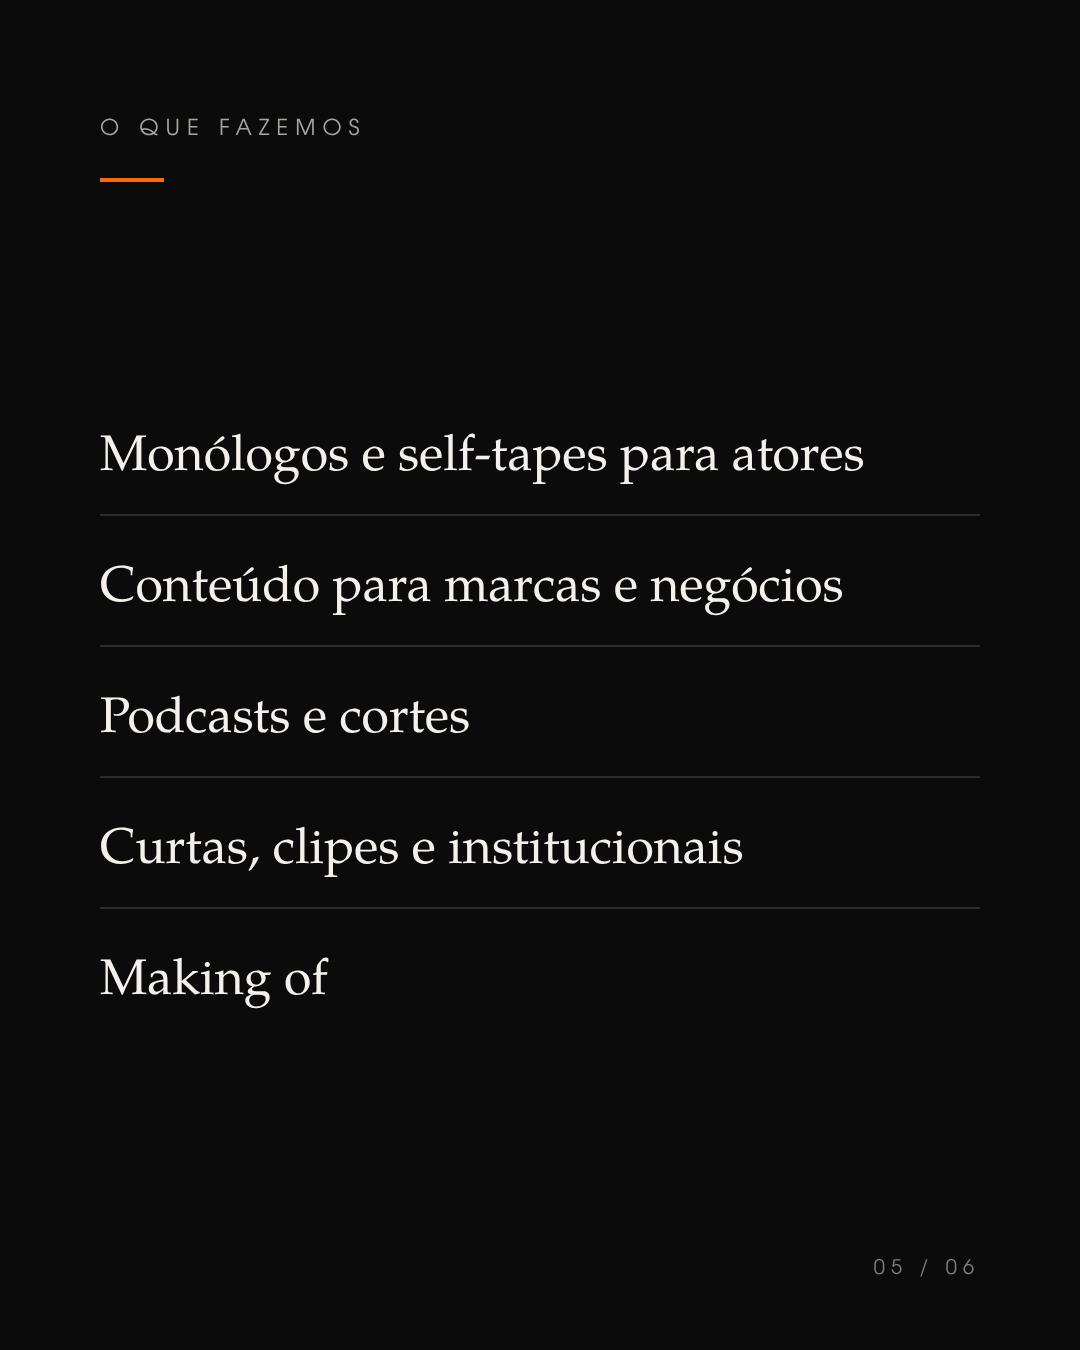 O QUE FAZEMOS
Monólogos e self-tapes para atores
Conteúdo para marcas e negócios
Podcasts e cortes
Curtas, clipes e institucionais
Making of
05 / 06